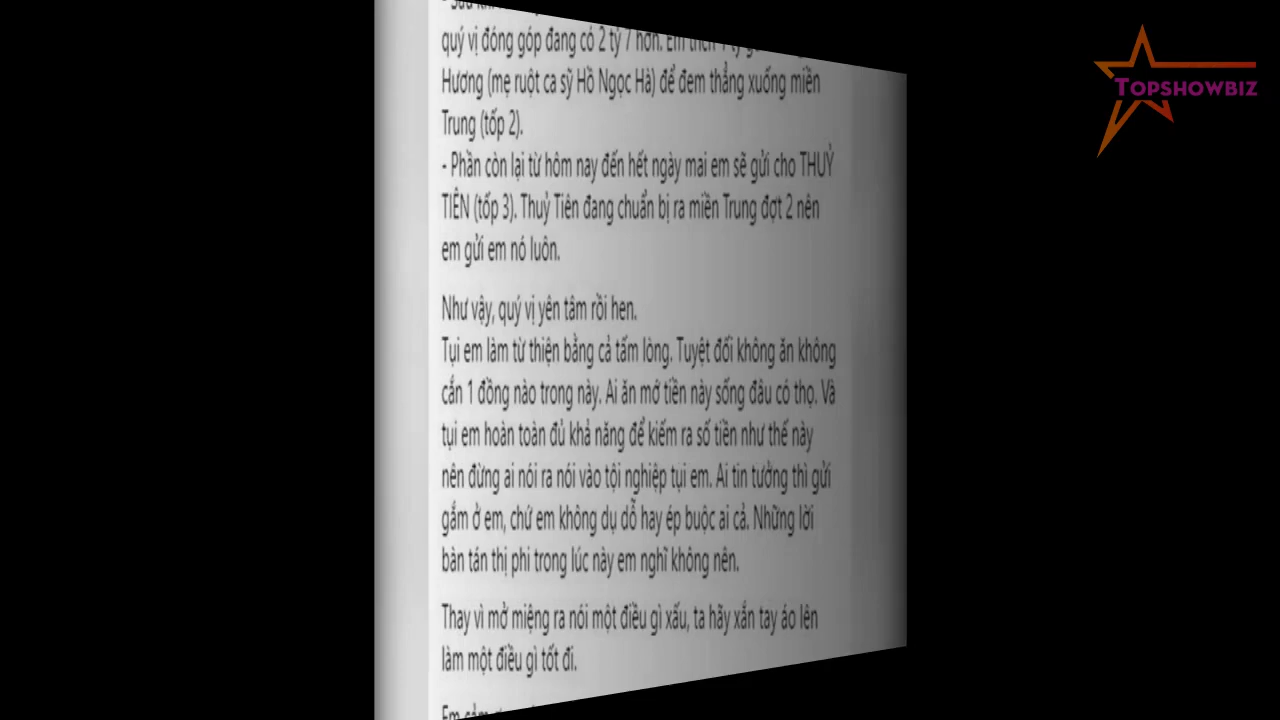 quý vị đóng góp đang có 2 tỷ 7 hơn. Em
Hương (mẹ ruột ca sỹ Hồ Ngọc Hà) để đem thẳng xuống miền
Trung (tốp 2).
- Phần còn lại từ hôm nay đến hết ngày mai em sẽ gửi cho THUỶ
TIÊN (tốp 3). Thuỷ Tiên đang chuẩn bị ra miền Trung đợt 2 nên
em gửi em nó luôn.
Như vậy, quý vị yên tâm rồi hen.
Tụi em làm từ thiện bằng cả tấm lòng. Tuyệt đối không ăn không
cắn 1 đồng nào trong này. Ai ăn mớ tiền này sống đâu có thọ. Và
tụi em hoàn toàn đủ khả năng để kiếm ra số tiền như thế này
nên đừng ai nói ra nói vào tội nghiệp tụi em. Ai tin tưởng thì gửi
gắm ở em, chứ em không dụ dỗ hay ép buộc ai cả. Những lời
bàn tán thị phi trong lúc này em nghĩ không nên.
Thay vì mở miệng ra nói một điều gì xấu, ta hãy xắn tay áo lên
làm một điều gì tốt đi.
TOPSHOWBIZ